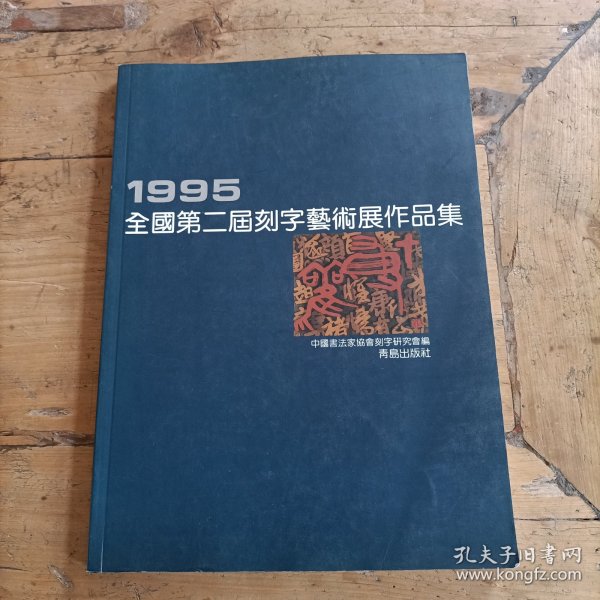 1995
全國第二屆刻字藝術展作品集
中國書法家協會刻字研究會編
青島出版社
孔夫子旧书网
www.kongfz.com